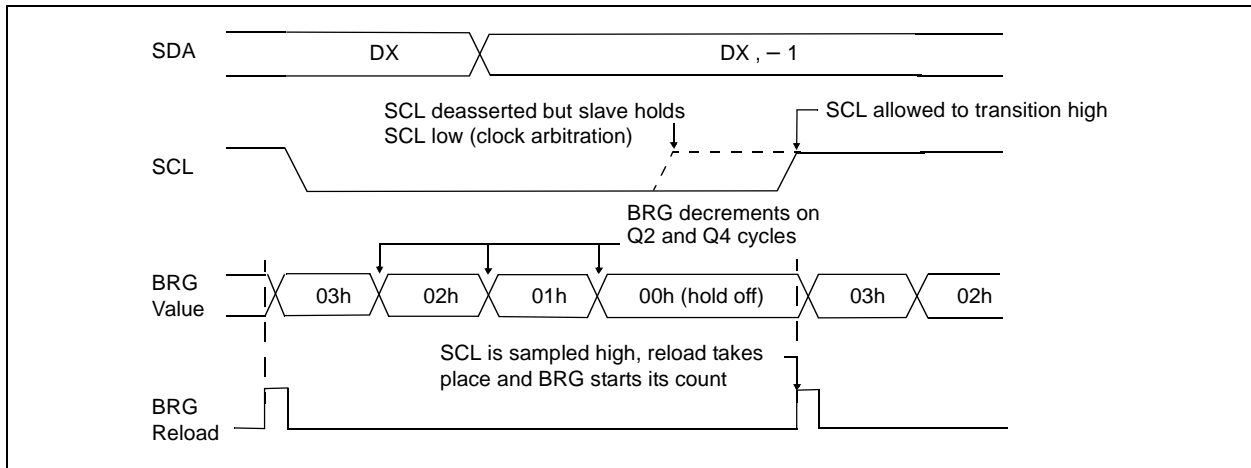 SDA
DX
DX , – 1
SCL deasserted but slave holds
SCL low (clock arbitration)
SCL allowed to transition high
SCL
BRG decrements on
Q2 and Q4 cycles
BRG
Value
03h
02h
01h
00h (hold off)
03h
02h
SCL is sampled high, reload takes
place and BRG starts its count
BRG
Reload